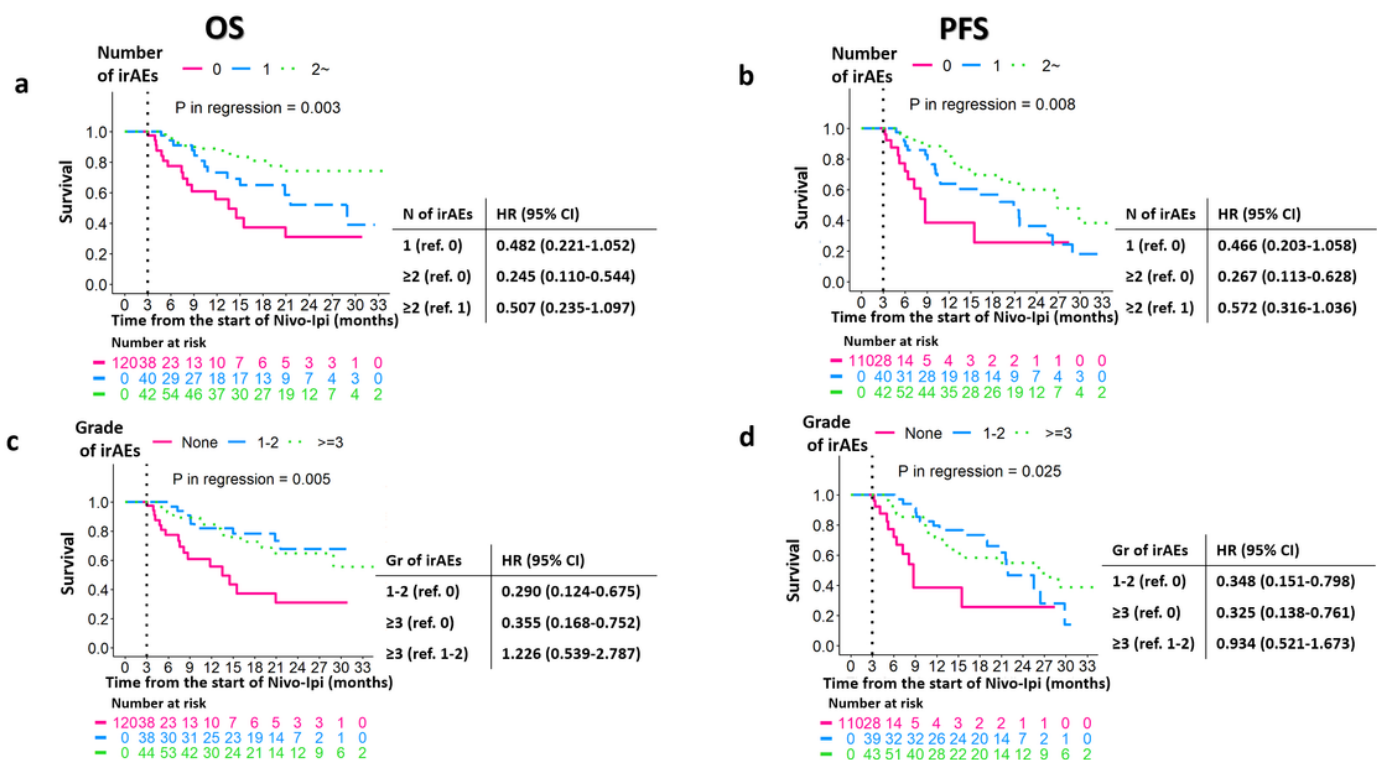 OS
a
Number
of irAEs
0 1 2~
P in regression = 0.003
Survival
1.0
0.8
0.6
0.4
0.2
0.0
0 3 6 9 12 15 18 21 24 27 30 33
Time from the start of Nivo-Ipi (months)
N of irAEs HR (95% CI)
1 (ref. 0) 0.482 (0.221-1.052)
≥2 (ref. 0) 0.245 (0.110-0.544)
≥2 (ref. 1) 0.507 (0.235-1.097)
Number at risk
120 38 23 13 10 7 6 5 3 3 1 0
0 40 29 27 18 17 13 9 7 4 3 0
0 42 54 46 37 30 27 19 12 7 4 2
PFS
b
Number
of irAEs
0 1 2~
P in regression = 0.008
Survival
1.0
0.8
0.6
0.4
0.2
0.0
0 3 6 9 12 15 18 21 24 27 30 33
Time from the start of Nivo-Ipi (months)
N of irAEs HR (95% CI)
1 (ref. 0) 0.466 (0.203-1.058)
≥2 (ref. 0) 0.267 (0.113-0.628)
≥2 (ref. 1) 0.572 (0.316-1.036)
Number at risk
110 28 14 5 4 3 2 2 1 1 0 0
0 40 31 28 19 18 14 9 7 4 3 0
0 42 52 44 35 28 26 19 12 7 4 2
c
Grade
of irAEs
None 1-2 >=3
P in regression = 0.005
Survival
1.0
0.8
0.6
0.4
0.2
0.0
0 3 6 9 12 15 18 21 24 27 30 33
Time from the start of Nivo-Ipi (months)
Gr of irAEs HR (95% CI)
1-2 (ref. 0) 0.290 (0.124-0.675)
≥3 (ref. 0) 0.355 (0.168-0.752)
≥3 (ref. 1-2) 1.226 (0.539-2.787)
Number at risk
120 38 23 13 10 7 6 5 3 3 1 0
0 38 30 31 25 23 19 14 7 2 1 0
0 44 53 42 30 24 21 14 12 9 6 2
d
Grade
of irAEs
None 1-2 >=3
P in regression = 0.025
Survival
1.0
0.8
0.6
0.4
0.2
0.0
0 3 6 9 12 15 18 21 24 27 30 33
Time from the start of Nivo-Ipi (months)
Gr of irAEs HR (95% CI)
1-2 (ref. 0) 0.348 (0.151-0.798)
≥3 (ref. 0) 0.325 (0.138-0.761)
≥3 (ref. 1-2) 0.934 (0.521-1.673)
Number at risk
110 28 14 5 4 3 2 2 1 1 0 0
0 39 32 32 26 24 20 14 7 2 1 0
0 43 51 40 28 22 20 14 12 9 6 2